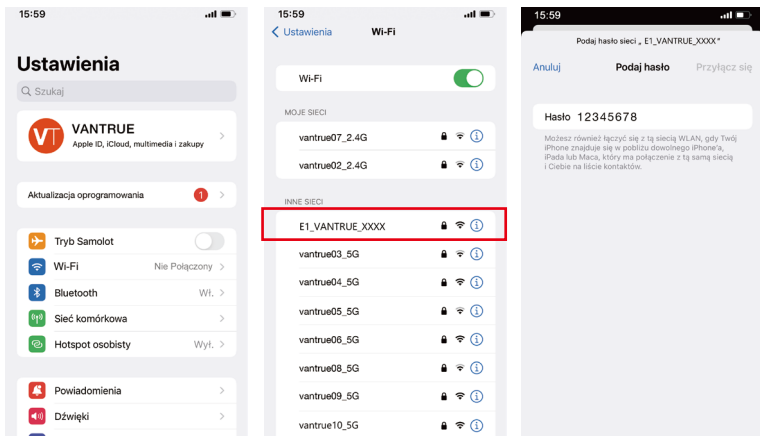 15:59
Ustawienia
Szukaj
VT
VANTRUE
Apple ID, iCloud, multimedia i zakupy
Aktualizacja oprogramowania 1
Tryb Samolot
Wi-Fi Nie Połączony
Bluetooth Wł.
Sieć komórkowa
Hotspot osobisty Wył.
Powiadomienia
Dźwięki
15:59
Ustawienia Wi-Fi
Wi-Fi
MOJE SIECI
vantrue07_2.4G
vantrue02_2.4G
INNE SIECI
E1_VANTRUE_XXXX
vantrue03_5G
vantrue04_5G
vantrue05_5G
vantrue06_5G
vantrue08_5G
vantrue09_5G
vantrue10_5G
15:59
Podaj hasło sieci „ E1_VANTRUE_XXXX"
Anuluj Podaj hasło Przyłącz się
Hasło 12345678
Możesz również łączyć się z tą siecią WLAN, gdy Twój
iPhone znajduje się w pobliżu dowolnego iPhone'a,
iPada lub Maca, który ma połączenie z tą samą siecią
i Ciebie na liście kontaktów.